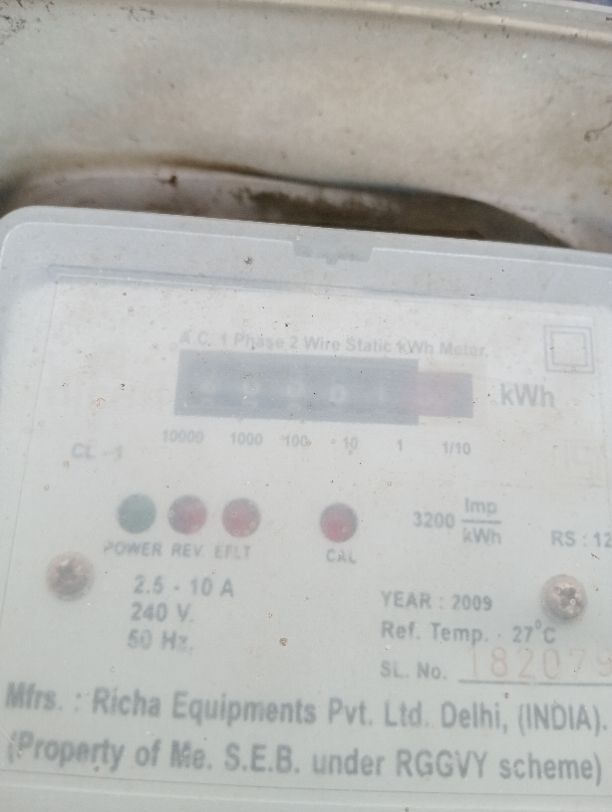 A.C. 1 Phase 2 Wire Static kWh Meter.
kWh
10000 1000 100 10 1 1/10
CL - 1
3200 Imp
kWh
RS : 12
POWER REV. EFLT CAL
2.5 - 10 A
240 V.
50 Hz.
YEAR : 2009
Ref. Temp. - 27°C
SL. No. 182079
Mfrs. : Richa Equipments Pvt. Ltd. Delhi, (INDIA).
(Property of Me. S.E.B. under RGGVY scheme)